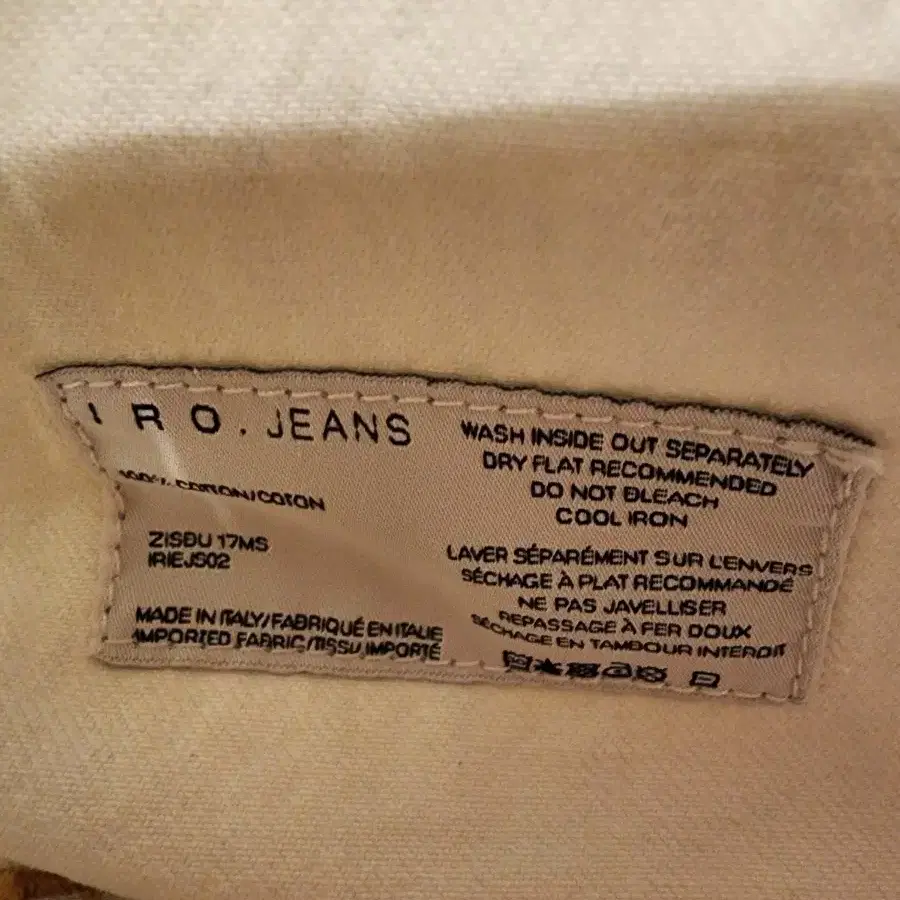 IRO.JEANS
100% COTTON/COTON
ZISBU 17MS
IRIEJS02
MADE IN ITALY/FABRIQUÉ EN ITALIE
IMPORTED FABRIC/TISSU IMPORTÉ
WASH INSIDE OUT SEPARATELY
DRY FLAT RECOMMENDED
DO NOT BLEACH
COOL IRON
LAVER SÉPARÉMENT SUR L'ENVERS
SÉCHAGE À PLAT RECOMMANDÉ
NE PAS JAVELLISER
REPASSAGE À FER DOUX
SÉCHAGE EN TAMBOUR INTERDIT